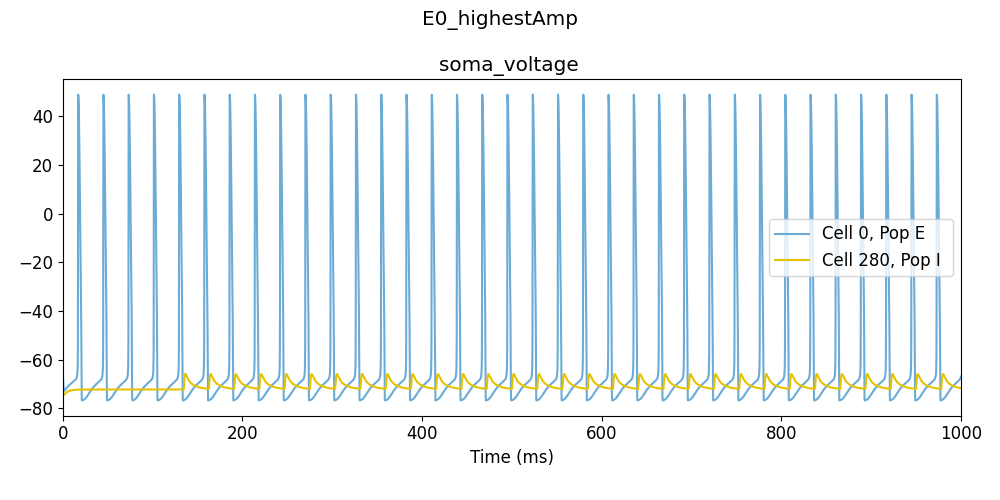 E0_highestAmp
soma_voltage
40
20
0
−20
−40
−60
−80
Cell 0, Pop E
Cell 280, Pop I
0 200 400 600 800 1000
Time (ms)